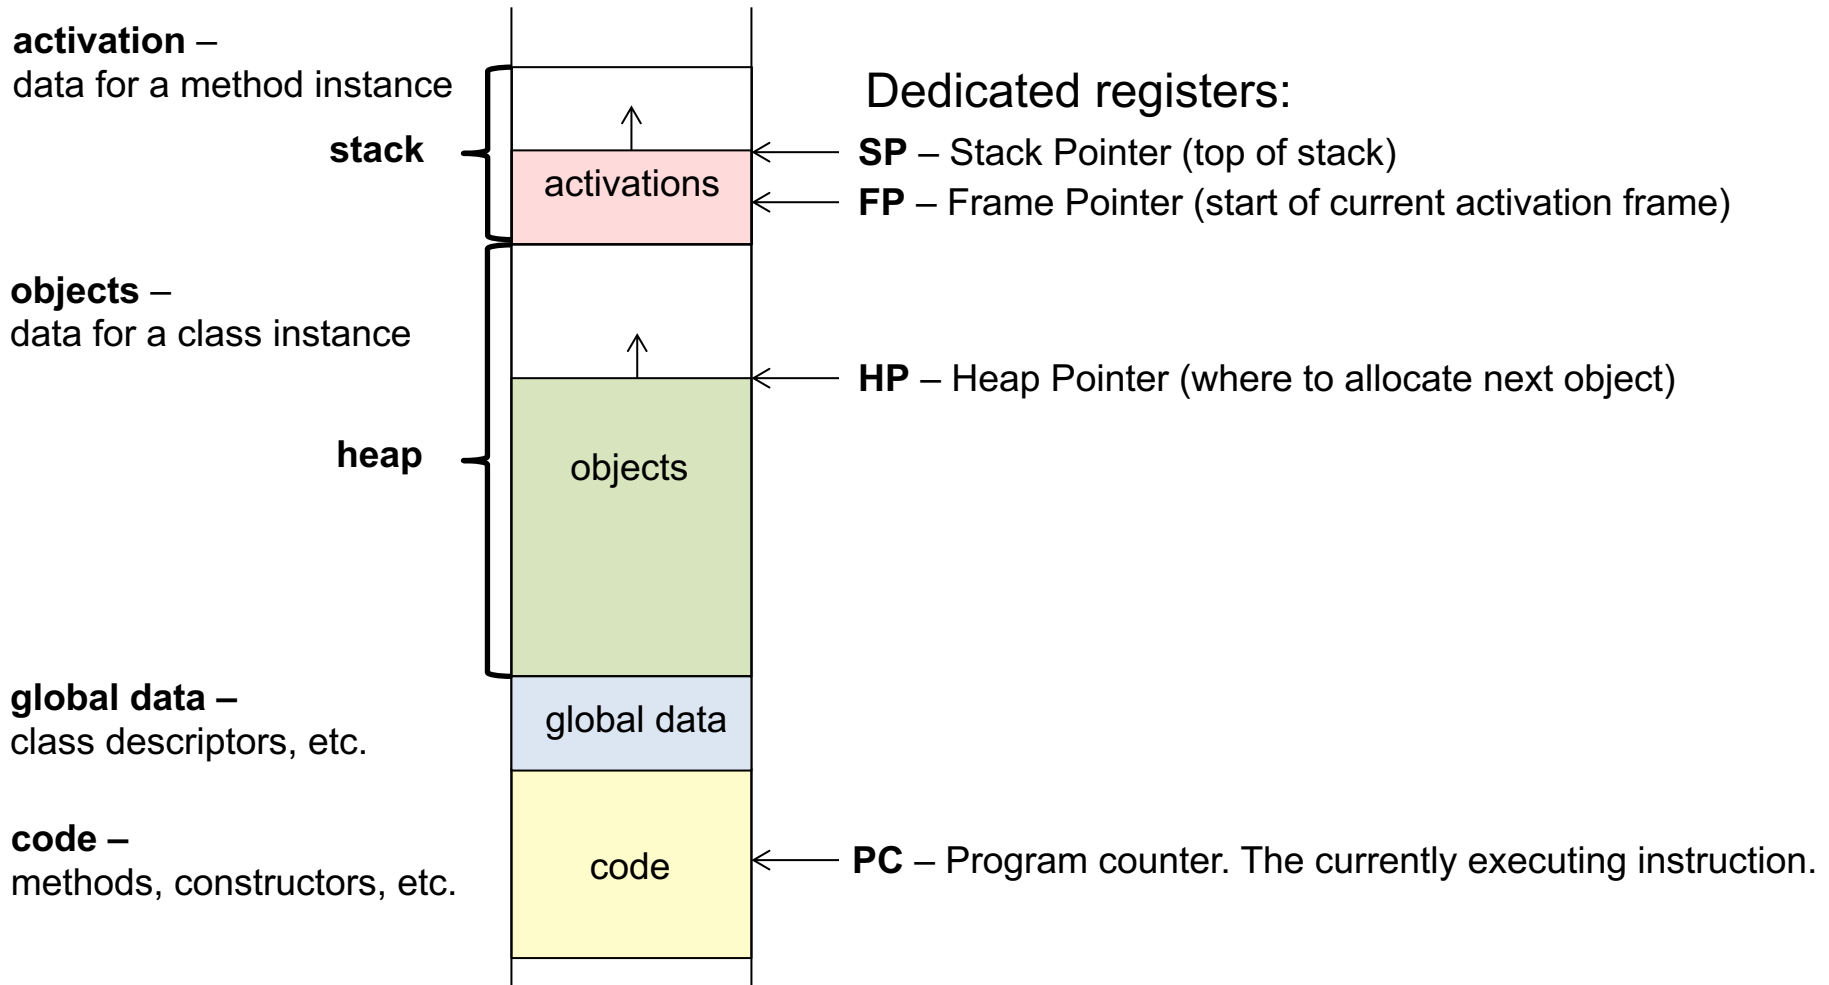 activation –
data for a method instance
stack
objects –
data for a class instance
heap
global data –
class descriptors, etc.
code –
methods, constructors, etc.
activations
objects
global data
code
Dedicated registers:
SP – Stack Pointer (top of stack)
FP – Frame Pointer (start of current activation frame)
HP – Heap Pointer (where to allocate next object)
PC – Program counter. The currently executing instruction.